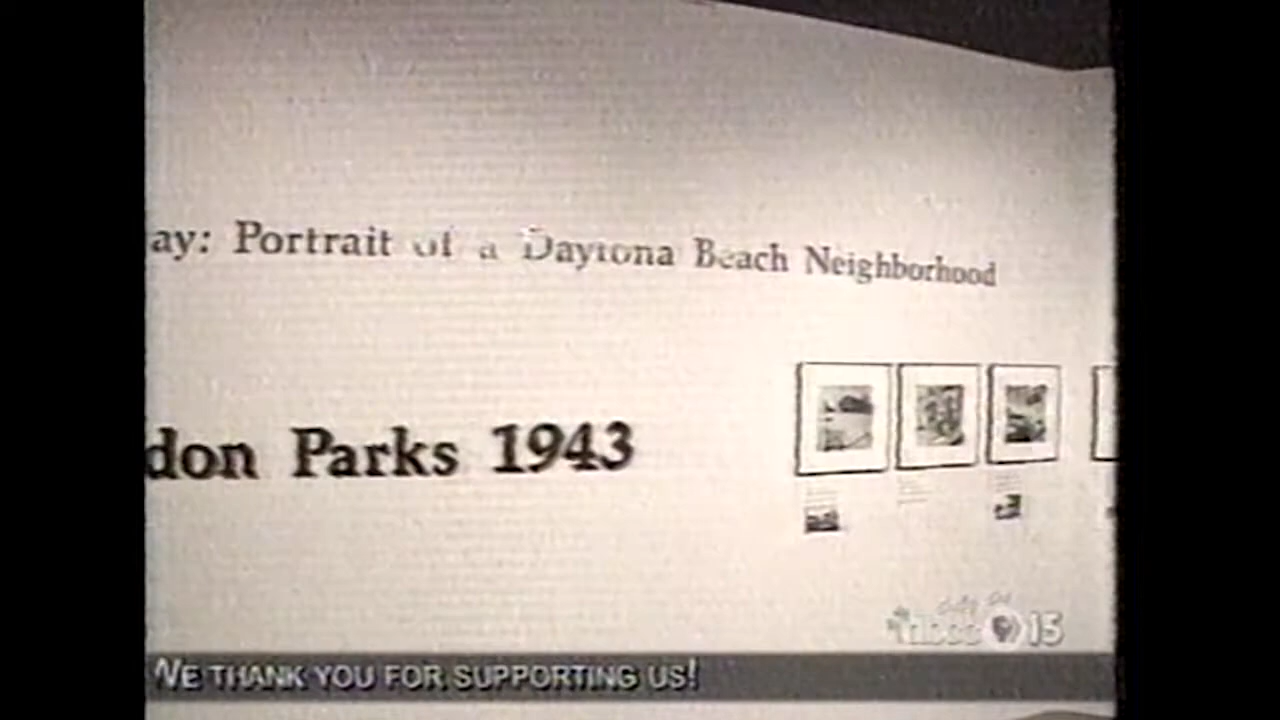 ay: Portrait of a Daytona Beach Neighborhood
don Parks 1943
15
WE THANK YOU FOR SUPPORTING US!